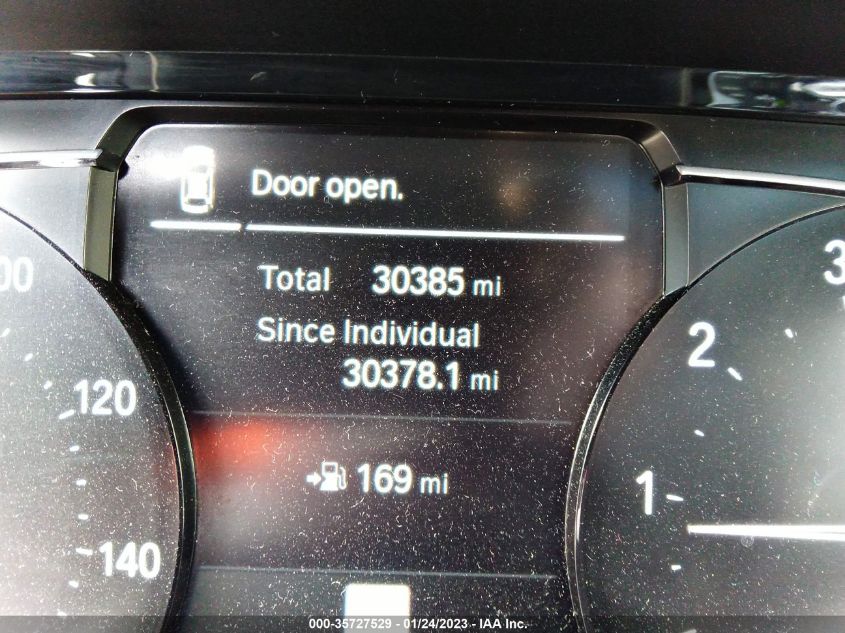 Door open.
Total 30385 mi
Since Individual
30378.1 mi
169 mi
120
140
3
2
1
000-35727529 - 01/24/2023 - IAA Inc.